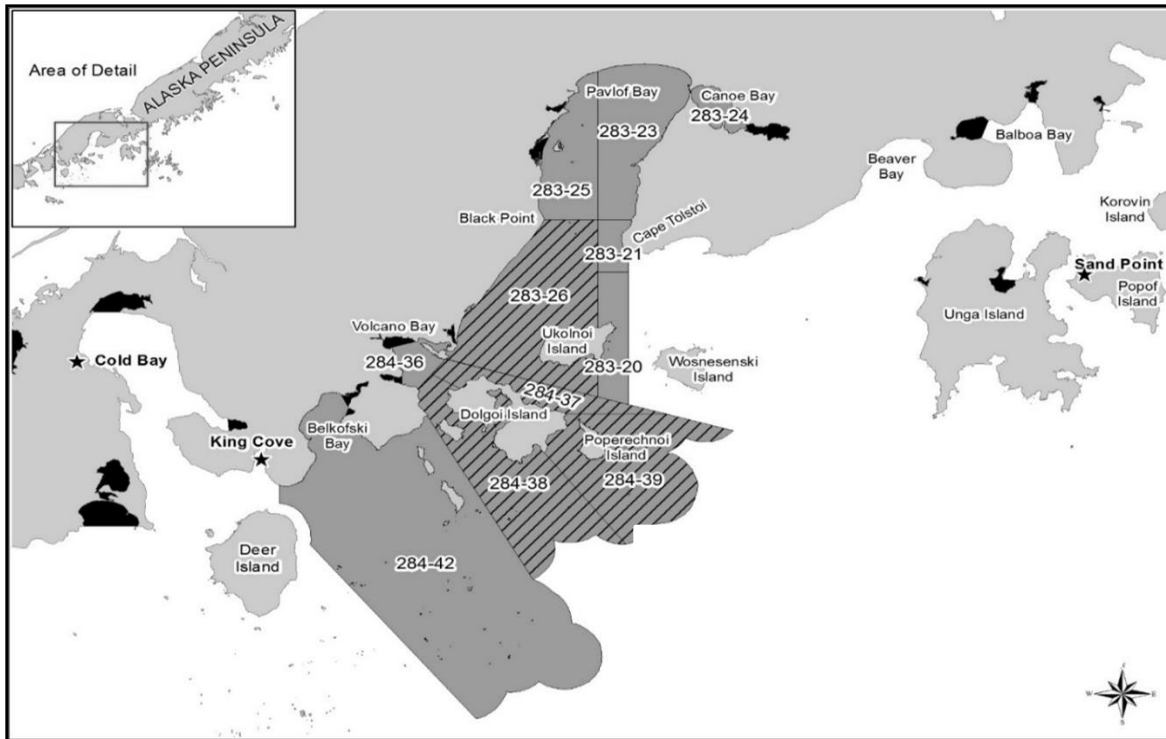 Area of Detail
ALASKA PENINSULA
Pavlof Bay
Canoe Bay
283-24
283-23
Balboa Bay
Beaver
Bay
283-25
Korovin
Island
Black Point
Cape Tolstoi
283-21
Sand Point
Popof
Island
283-26
Unga Island
Volcano Bay
Ukolnoi
Island
284-36
Cold Bay
283-20
Wosnesenski
Island
284-37
Dolgoi Island
Belkofski
Bay
King Cove
Poperechnoi
Island
284-38
284-39
Deer
Island
284-42
W
E